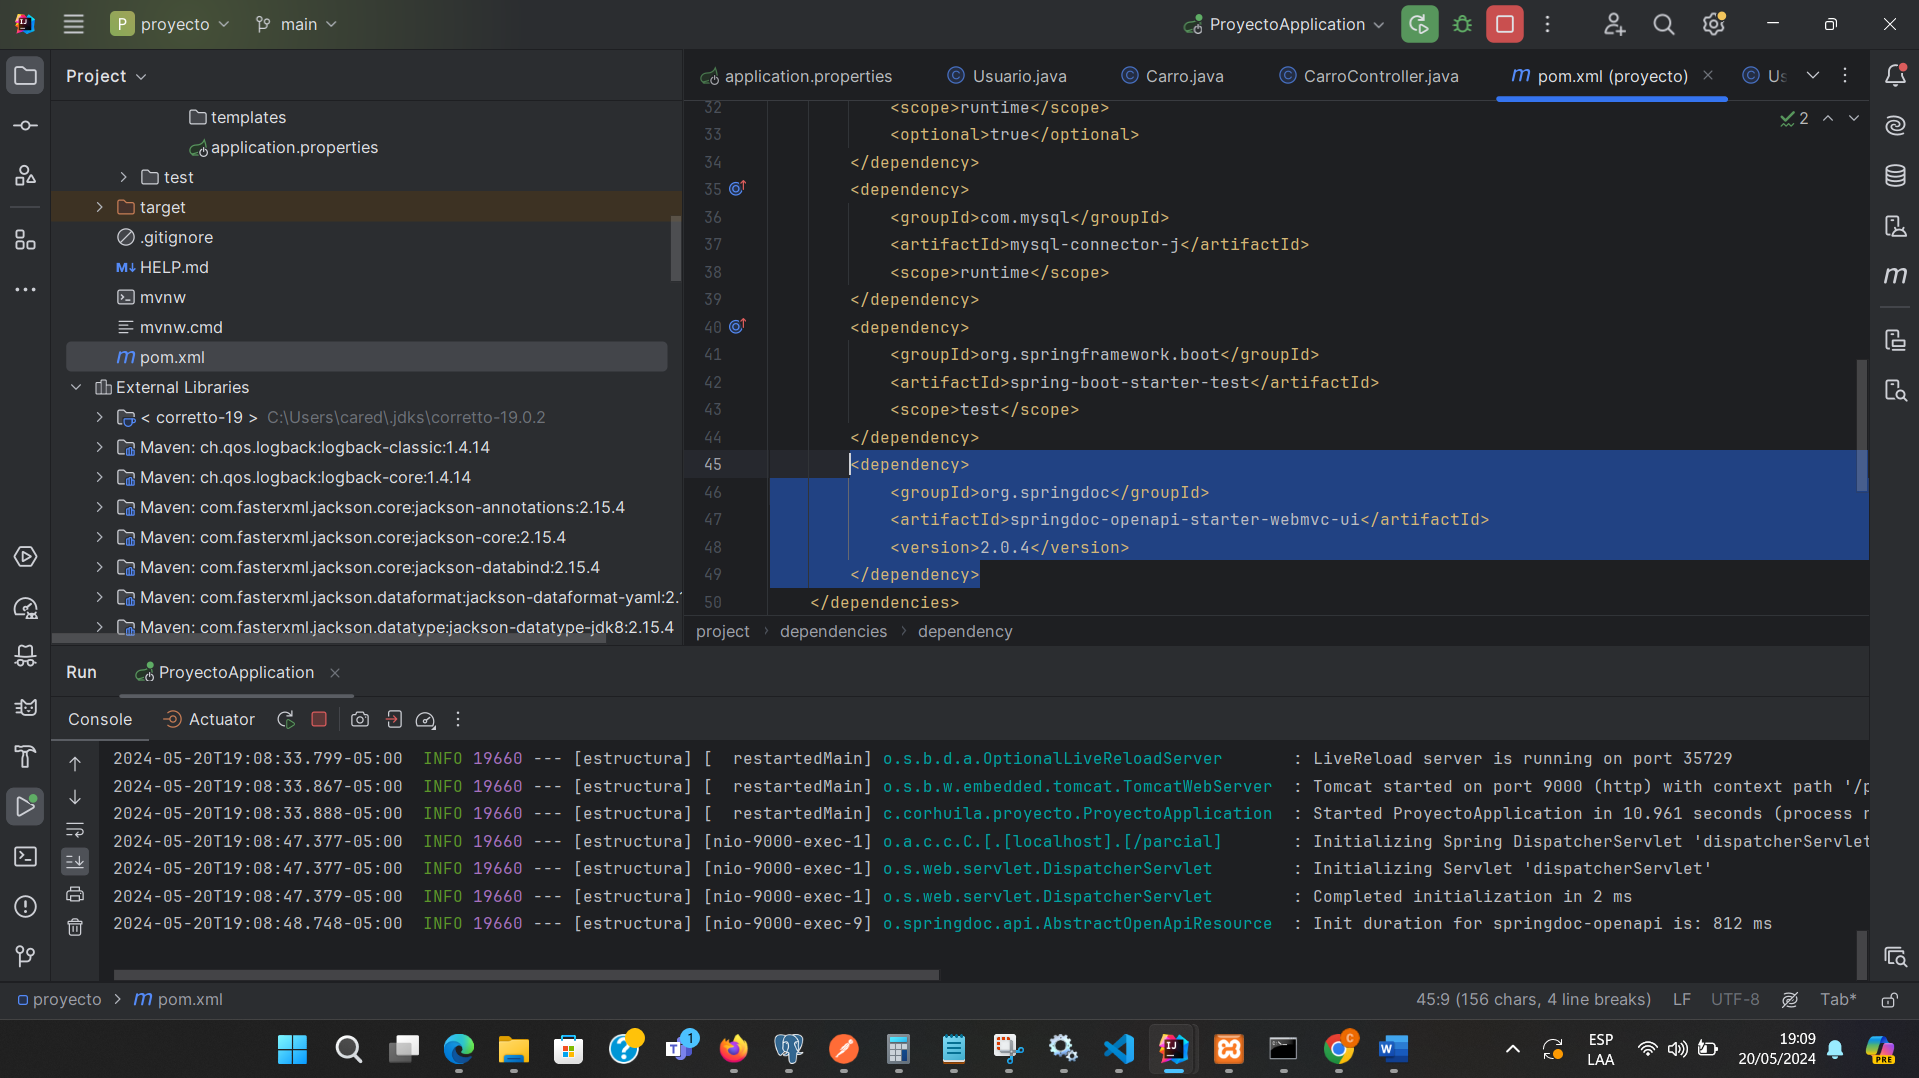 P proyecto main ProyectoApplication
Project
templates
application.properties
test
target
.gitignore
M↓ HELP.md
mvnw
mvnw.cmd
m pom.xml
External Libraries
< corretto-19 > C:\Users\cared\.jdks\corretto-19.0.2
Maven: ch.qos.logback:logback-classic:1.4.14
Maven: ch.qos.logback:logback-core:1.4.14
Maven: com.fasterxml.jackson.core:jackson-annotations:2.15.4
Maven: com.fasterxml.jackson.core:jackson-core:2.15.4
Maven: com.fasterxml.jackson.core:jackson-databind:2.15.4
Maven: com.fasterxml.jackson.dataformat:jackson-dataformat-yaml:2.
Maven: com.fasterxml.jackson.datatype:jackson-datatype-jdk8:2.15.4
application.properties Usuario.java Carro.java CarroController.java m pom.xml (proyecto) Us
2
32 <scope>runtime</scope>
33 <optional>true</optional>
34 </dependency>
35 <dependency>
36 <groupId>com.mysql</groupId>
37 <artifactId>mysql-connector-j</artifactId>
38 <scope>runtime</scope>
39 </dependency>
40 <dependency>
41 <groupId>org.springframework.boot</groupId>
42 <artifactId>spring-boot-starter-test</artifactId>
43 <scope>test</scope>
44 </dependency>
45 <dependency>
46 <groupId>org.springdoc</groupId>
47 <artifactId>springdoc-openapi-starter-webmvc-ui</artifactId>
48 <version>2.0.4</version>
49 </dependency>
50 </dependencies>
project > dependencies > dependency
Run ProyectoApplication
Console Actuator
2024-05-20T19:08:33.799-05:00 INFO 19660 --- [estructura] [ restartedMain] o.s.b.d.a.OptionalLiveReloadServer : LiveReload server is running on port 35729
2024-05-20T19:08:33.867-05:00 INFO 19660 --- [estructura] [ restartedMain] o.s.b.w.embedded.tomcat.TomcatWebServer : Tomcat started on port 9000 (http) with context path '/p
2024-05-20T19:08:33.888-05:00 INFO 19660 --- [estructura] [ restartedMain] c.corhuila.proyecto.ProyectoApplication : Started ProyectoApplication in 10.961 seconds (process r
2024-05-20T19:08:47.377-05:00 INFO 19660 --- [estructura] [nio-9000-exec-1] o.a.c.c.C.[.[localhost].[/parcial] : Initializing Spring DispatcherServlet 'dispatcherServlet
2024-05-20T19:08:47.377-05:00 INFO 19660 --- [estructura] [nio-9000-exec-1] o.s.web.servlet.DispatcherServlet : Initializing Servlet 'dispatcherServlet'
2024-05-20T19:08:47.379-05:00 INFO 19660 --- [estructura] [nio-9000-exec-1] o.s.web.servlet.DispatcherServlet : Completed initialization in 2 ms
2024-05-20T19:08:48.748-05:00 INFO 19660 --- [estructura] [nio-9000-exec-9] o.springdoc.api.AbstractOpenApiResource : Init duration for springdoc-openapi is: 812 ms
proyecto > m pom.xml 45:9 (156 chars, 4 line breaks) LF UTF-8 Tab*
ESP
LAA
19:09
20/05/2024